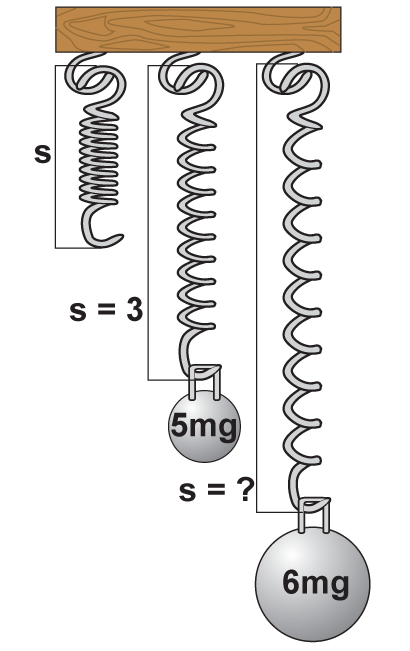 s
s = 3
5mg
s = ?
6mg